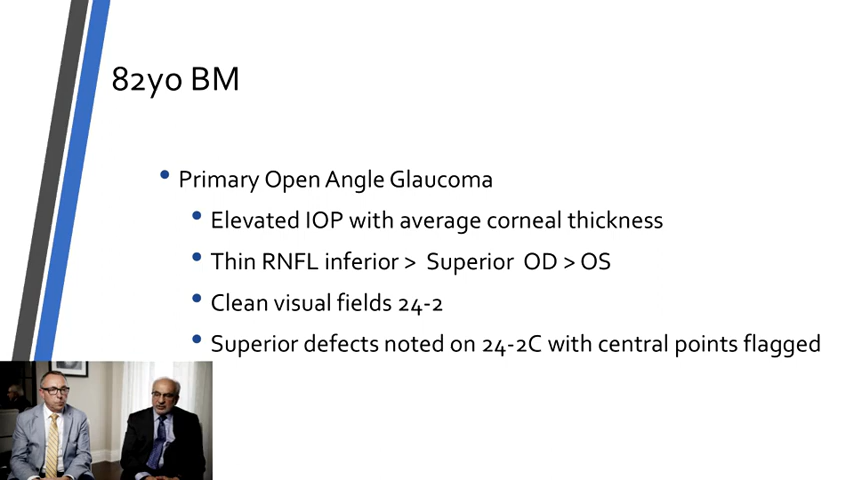 82yo BM
• Primary Open Angle Glaucoma
• Elevated IOP with average corneal thickness
• Thin RNFL inferior > Superior OD > OS
• Clean visual fields 24-2
• Superior defects noted on 24-2C with central points flagged